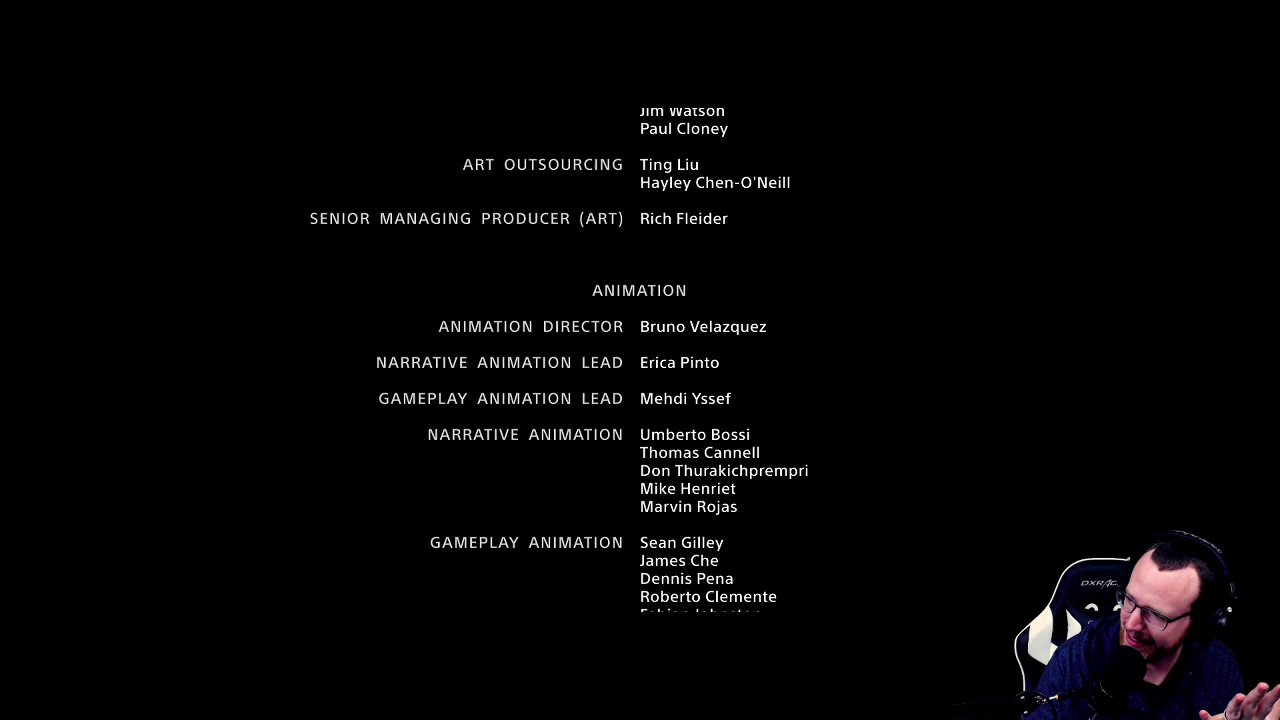 Jim Watson
Paul Cloney
ART OUTSOURCING Ting Liu
Hayley Chen-O'Neill
SENIOR MANAGING PRODUCER (ART) Rich Fleider
ANIMATION
ANIMATION DIRECTOR Bruno Velazquez
NARRATIVE ANIMATION LEAD Erica Pinto
GAMEPLAY ANIMATION LEAD Mehdi Yssef
NARRATIVE ANIMATION Umberto Bossi
Thomas Cannell
Don Thurakichprempri
Mike Henriet
Marvin Rojas
GAMEPLAY ANIMATION Sean Gilley
James Che
Dennis Pena
Roberto Clemente